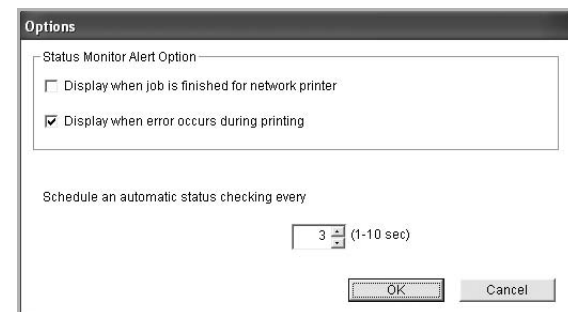 Options
Status Monitor Alert Option
Display when job is finished for network printer
Display when error occurs during printing
Schedule an automatic status checking every
3 (1-10 sec)
OK Cancel